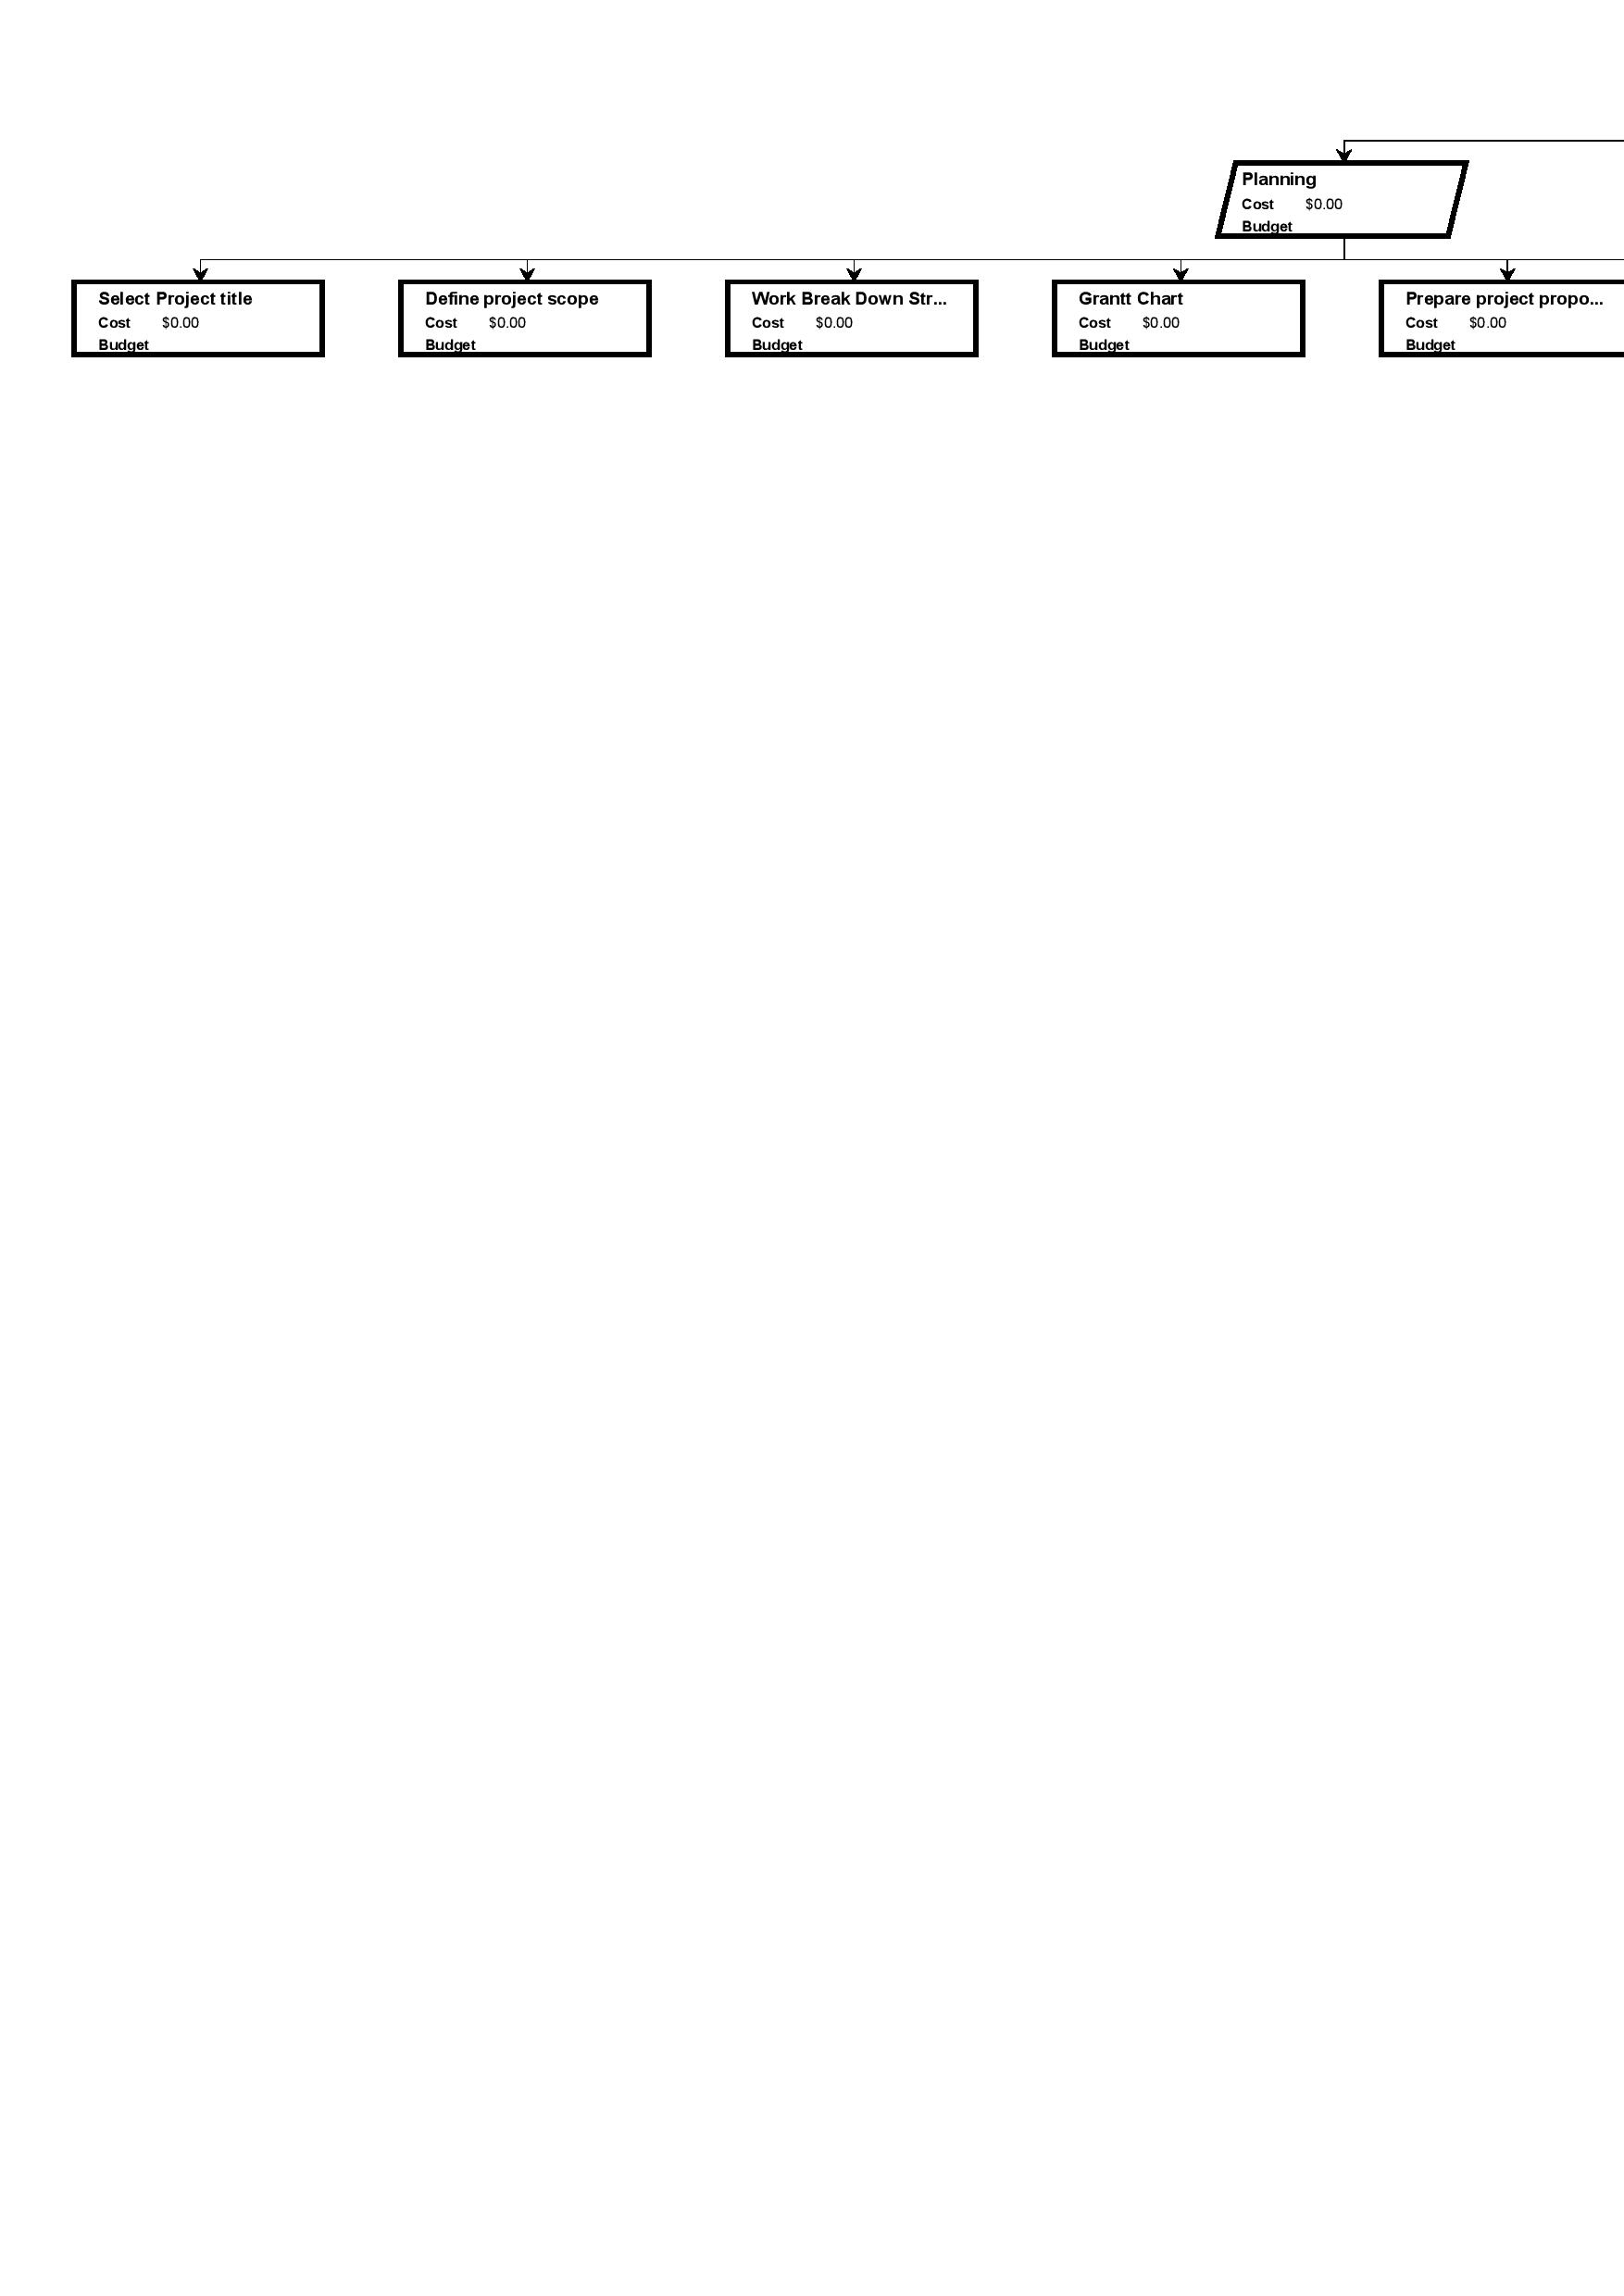 Planning
Cost $0.00
Budget
Select Project title
Cost $0.00
Budget
Define project scope
Cost $0.00
Budget
Work Break Down Str...
Cost $0.00
Budget
Grantt Chart
Cost $0.00
Budget
Prepare project propo...
Cost $0.00
Budget